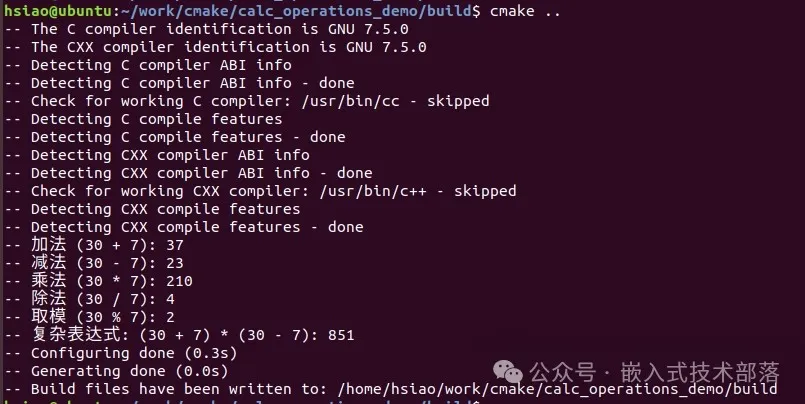 hsiao@ubuntu:~/work/cmake/calc_operations_demo/build$ cmake ..
-- The C compiler identification is GNU 7.5.0
-- The CXX compiler identification is GNU 7.5.0
-- Detecting C compiler ABI info
-- Detecting C compiler ABI info - done
-- Check for working C compiler: /usr/bin/cc - skipped
-- Detecting C compile features
-- Detecting C compile features - done
-- Detecting CXX compiler ABI info
-- Detecting CXX compiler ABI info - done
-- Check for working CXX compiler: /usr/bin/c++ - skipped
-- Detecting CXX compile features
-- Detecting CXX compile features - done
-- 加法 (30 + 7): 37
-- 减法 (30 - 7): 23
-- 乘法 (30 * 7): 210
-- 除法 (30 / 7): 4
-- 取模 (30 % 7): 2
-- 复杂表达式: (30 + 7) * (30 - 7): 851
-- Configuring done (0.3s)
-- Generating done (0.0s)
-- Build files have been written to: /home/hsiao/work/cmake/calc_operations_demo/build
hsiao@ubuntu:~/work/cmake/calc_operations_demo/build$
公众号 · 嵌入式技术部落